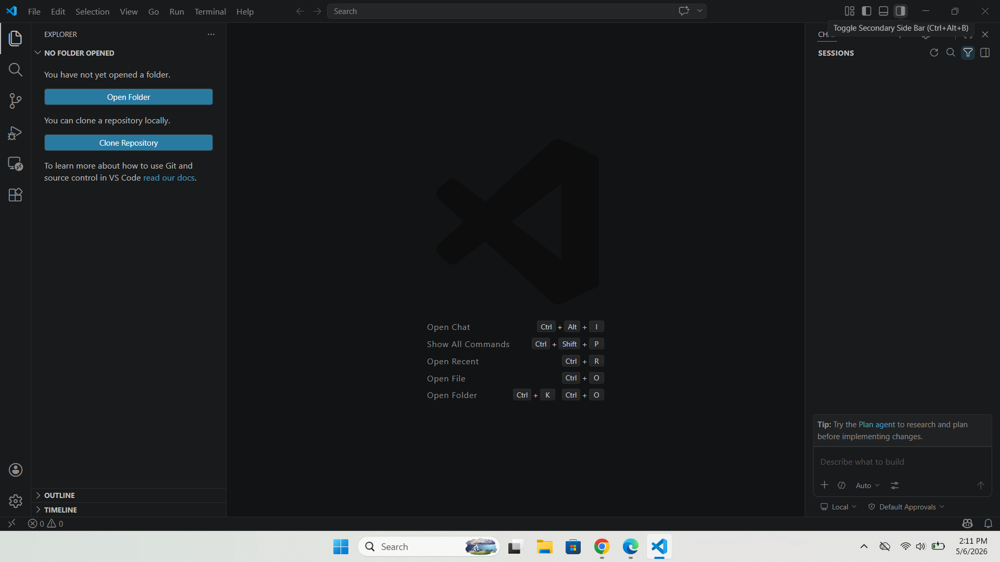 File Edit Selection View Go Run Terminal Help
Search
Toggle Secondary Side Bar (Ctrl+Alt+B)
EXPLORER
NO FOLDER OPENED
You have not yet opened a folder.
Open Folder
You can clone a repository locally.
Clone Repository
To learn more about how to use Git and
source control in VS Code read our docs.
OUTLINE
TIMELINE
Open Chat Ctrl + Alt + I
Show All Commands Ctrl + Shift + P
Open Recent Ctrl + R
Open File Ctrl + O
Open Folder Ctrl + K Ctrl + O
SESSIONS
Tip: Try the Plan agent to research and plan
before implementing changes.
Describe what to build
Auto
Local Default Approvals
0 0
Search
2:11 PM
5/6/2026